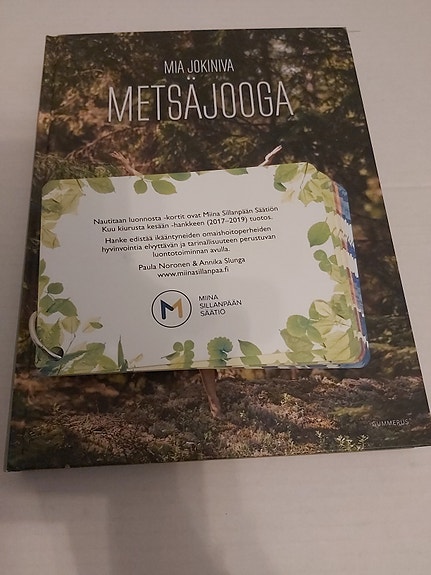 MIA JOKINIVA
METSÄJOOGA
Nautitaan luonnosta -kortit ovat Miina Sillanpään Säätiön
Kuu kiurusta kesään -hankkeen (2017–2019) tuotos.
Hanke edistää ikääntyneiden omaishoitoperheiden
hyvinvointia elvyttävän ja tarinallisuuteen perustuvan
luontotoiminnan avulla.
Paula Noronen & Annika Slunga
www.miinasillanpaa.fi
M
MIINA
SILLANPÄÄN
SÄÄTIÖ
GUMMERUS